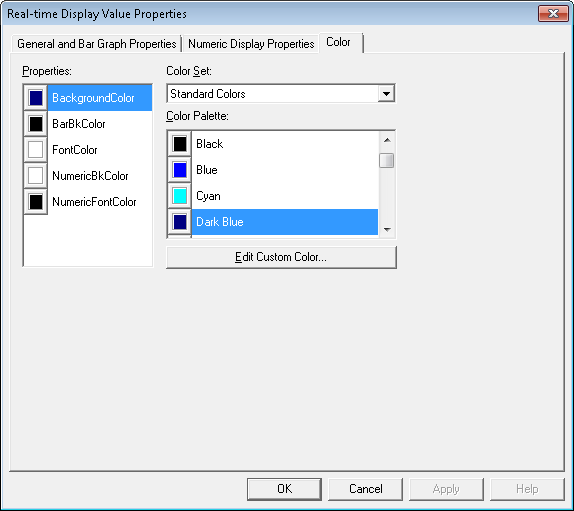 Real-time Display Value Properties
General and Bar Graph Properties
Numeric Display Properties
Color
Properties:
BackgroundColor
BarBkColor
FontColor
NumericBkColor
NumericFontColor
Color Set:
Standard Colors
Color Palette:
Black
Blue
Cyan
Dark Blue
Edit Custom Color...
OK
Cancel
Apply
Help